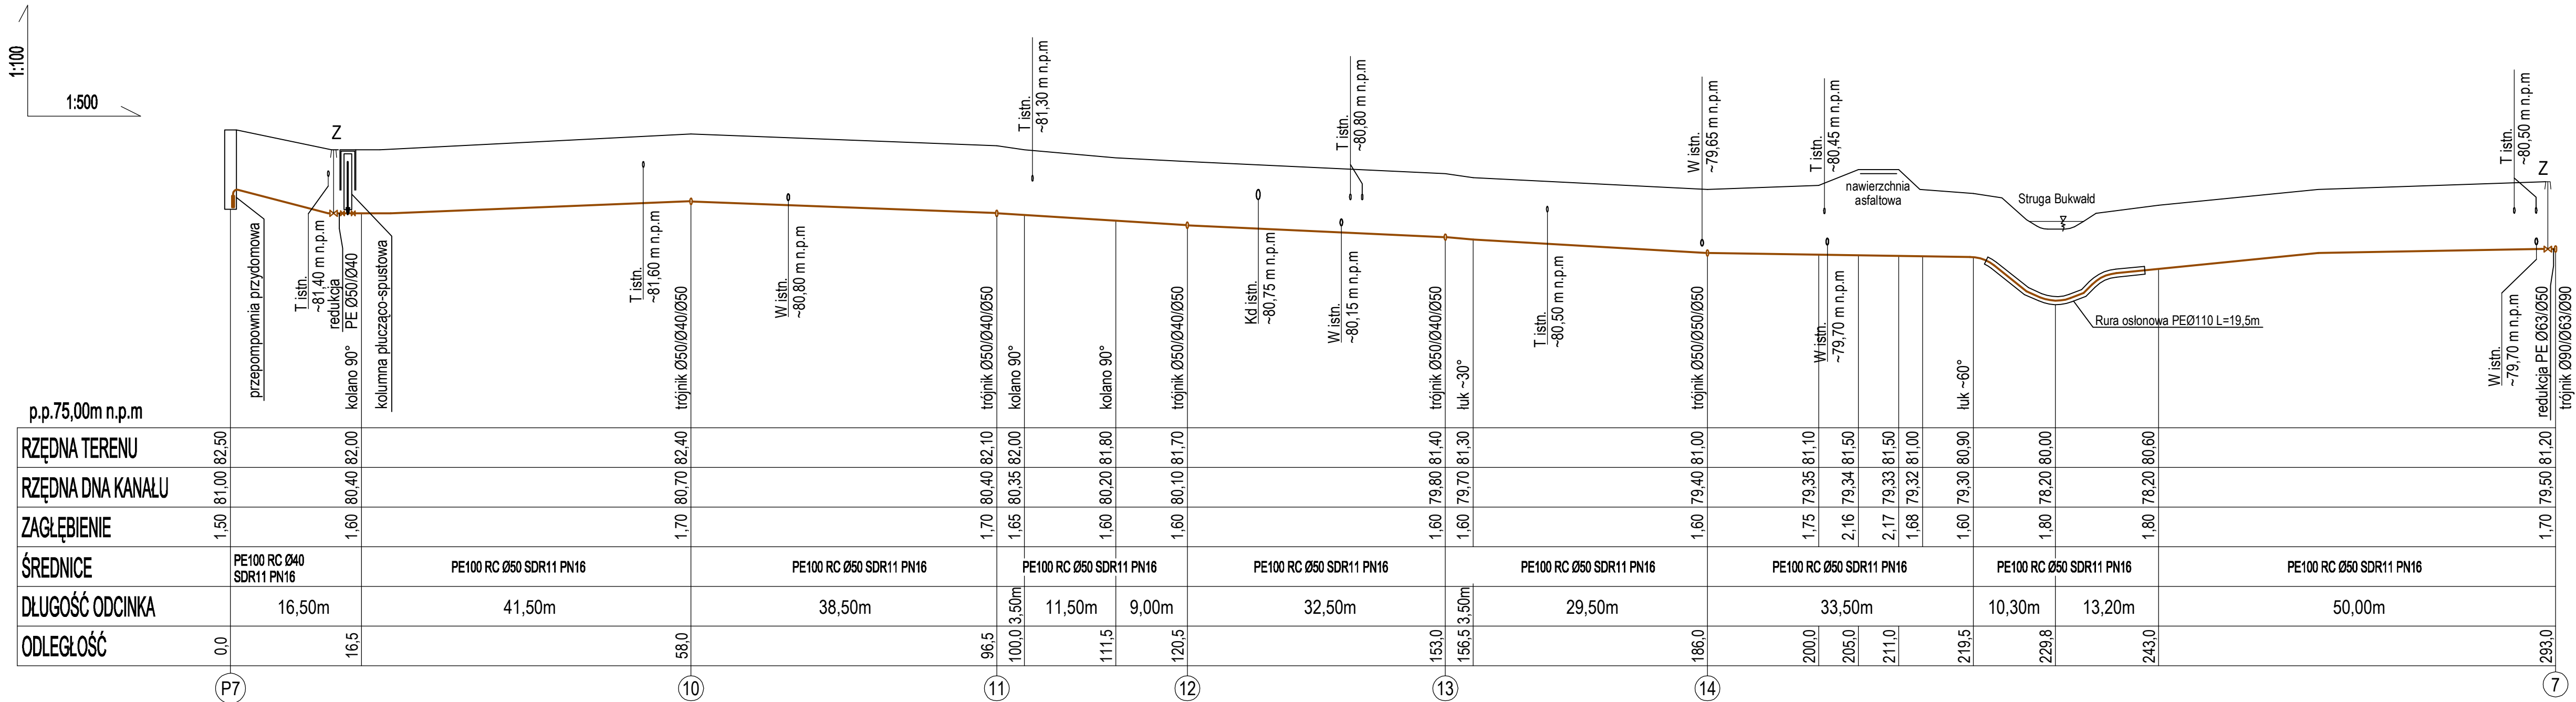 1:100
1:500
przepompownia przydomowa
Z
T istn.
~81,40 m n.p.m
redukcja
PE Ø50/Ø40
kolano 90°
kolumna płucząco-spustowa
T istn.
~81,60 m n.p.m
trójnik Ø50/Ø40/Ø50
W istn.
~80,80 m n.p.m
trójnik Ø50/Ø40/Ø50
kolano 90°
T istn.
~81,30 m n.p.m
kolano 90°
trójnik Ø50/Ø40/Ø50
Kd istn.
~80,75 m n.p.m
W istn.
~80,15 m n.p.m
T istn.
~80,80 m n.p.m
trójnik Ø50/Ø40/Ø50
łuk ~30°
T istn.
~80,50 m n.p.m
W istn.
~79,65 m n.p.m
trójnik Ø50/Ø50/Ø50
T istn.
~80,45 m n.p.m
W istn.
~79,70 m n.p.m
nawierzchnia
asfaltowa
łuk ~60°
Struga Bukwałd
Rura osłonowa PEØ110 L=19,5m
T istn.
~80,50 m n.p.m
Z
W istn.
~79,70 m n.p.m
redukcja PE Ø63/Ø50
trójnik Ø90/Ø63/Ø90
p.p.75,00m n.p.m
RZĘDNA TERENU 82,50 82,00 82,40 82,10 82,00 81,80 81,70 81,40 81,30 81,00 81,10 81,50 81,50 81,00 80,90 80,00 80,60 81,20
RZĘDNA DNA KANAŁU 81,00 80,40 80,70 80,40 80,35 80,20 80,10 79,80 79,70 79,40 79,35 79,34 79,33 79,32 79,30 78,20 78,20 79,50
ZAGŁĘBIENIE 1,50 1,60 1,70 1,70 1,65 1,60 1,60 1,60 1,60 1,60 1,75 2,16 2,17 1,68 1,60 1,80 1,80 1,70
ŚREDNICE PE100 RC Ø40
SDR11 PN16
PE100 RC Ø50 SDR11 PN16 PE100 RC Ø50 SDR11 PN16 PE100 RC Ø50 SDR11 PN16 PE100 RC Ø50 SDR11 PN16 PE100 RC Ø50 SDR11 PN16 PE100 RC Ø50 SDR11 PN16 PE100 RC Ø50 SDR11 PN16 PE100 RC Ø50 SDR11 PN16
DŁUGOŚĆ ODCINKA 16,50m 41,50m 38,50m 3,50m 11,50m 9,00m 32,50m 3,50m 29,50m 33,50m 10,30m 13,20m 50,00m
ODLEGŁOŚĆ 0,0 16,5 58,0 96,5 100,0 111,5 120,5 153,0 156,5 186,0 200,0 205,0 211,0 219,5 229,8 243,0 293,0
P7 10 11 12 13 14 7